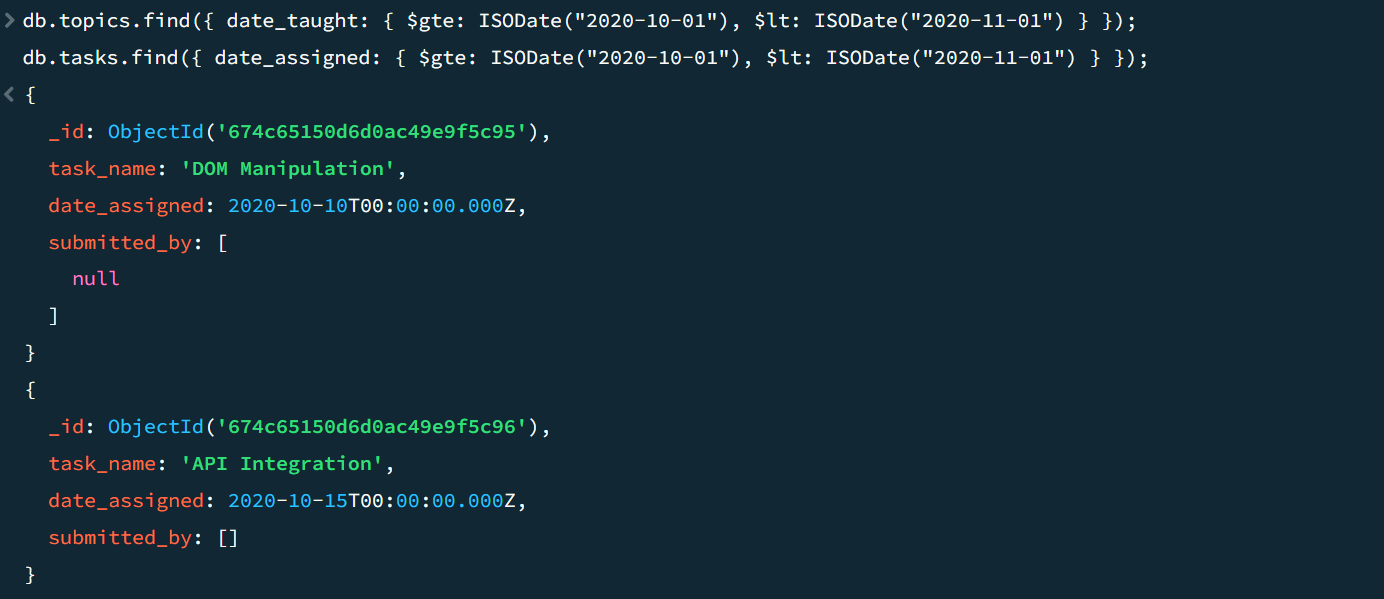 db.topics.find({ date_taught: { $gte: ISODate("2020-10-01"), $lt: ISODate("2020-11-01") } });
db.tasks.find({ date_assigned: { $gte: ISODate("2020-10-01"), $lt: ISODate("2020-11-01") } });
{
  _id: ObjectId('674c65150d6d0ac49e9f5c95'),
  task_name: 'DOM Manipulation',
  date_assigned: 2020-10-10T00:00:00.000Z,
  submitted_by: [
    null
  ]
}
{
  _id: ObjectId('674c65150d6d0ac49e9f5c96'),
  task_name: 'API Integration',
  date_assigned: 2020-10-15T00:00:00.000Z,
  submitted_by: []
}